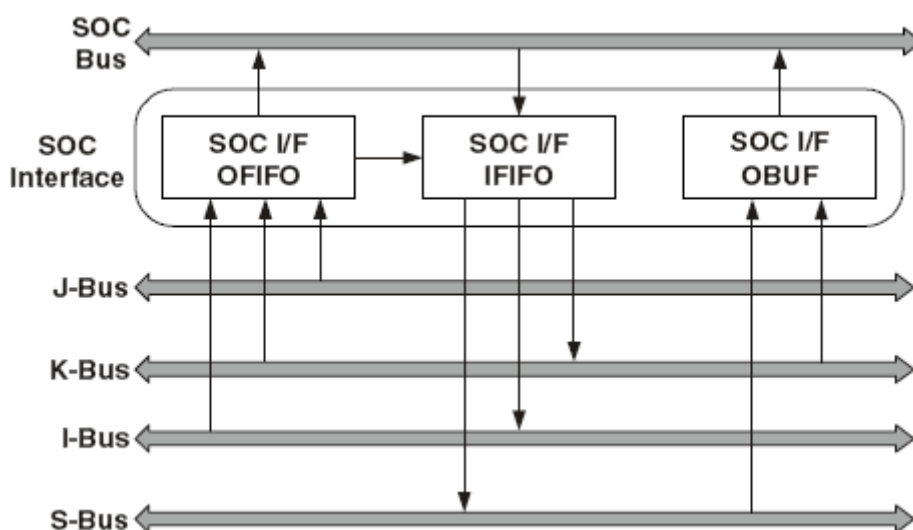 SOC
Bus
SOC
Interface
SOC I/F
OFIFO
SOC I/F
IFIFO
SOC I/F
OBUF
J-Bus
K-Bus
I-Bus
S-Bus